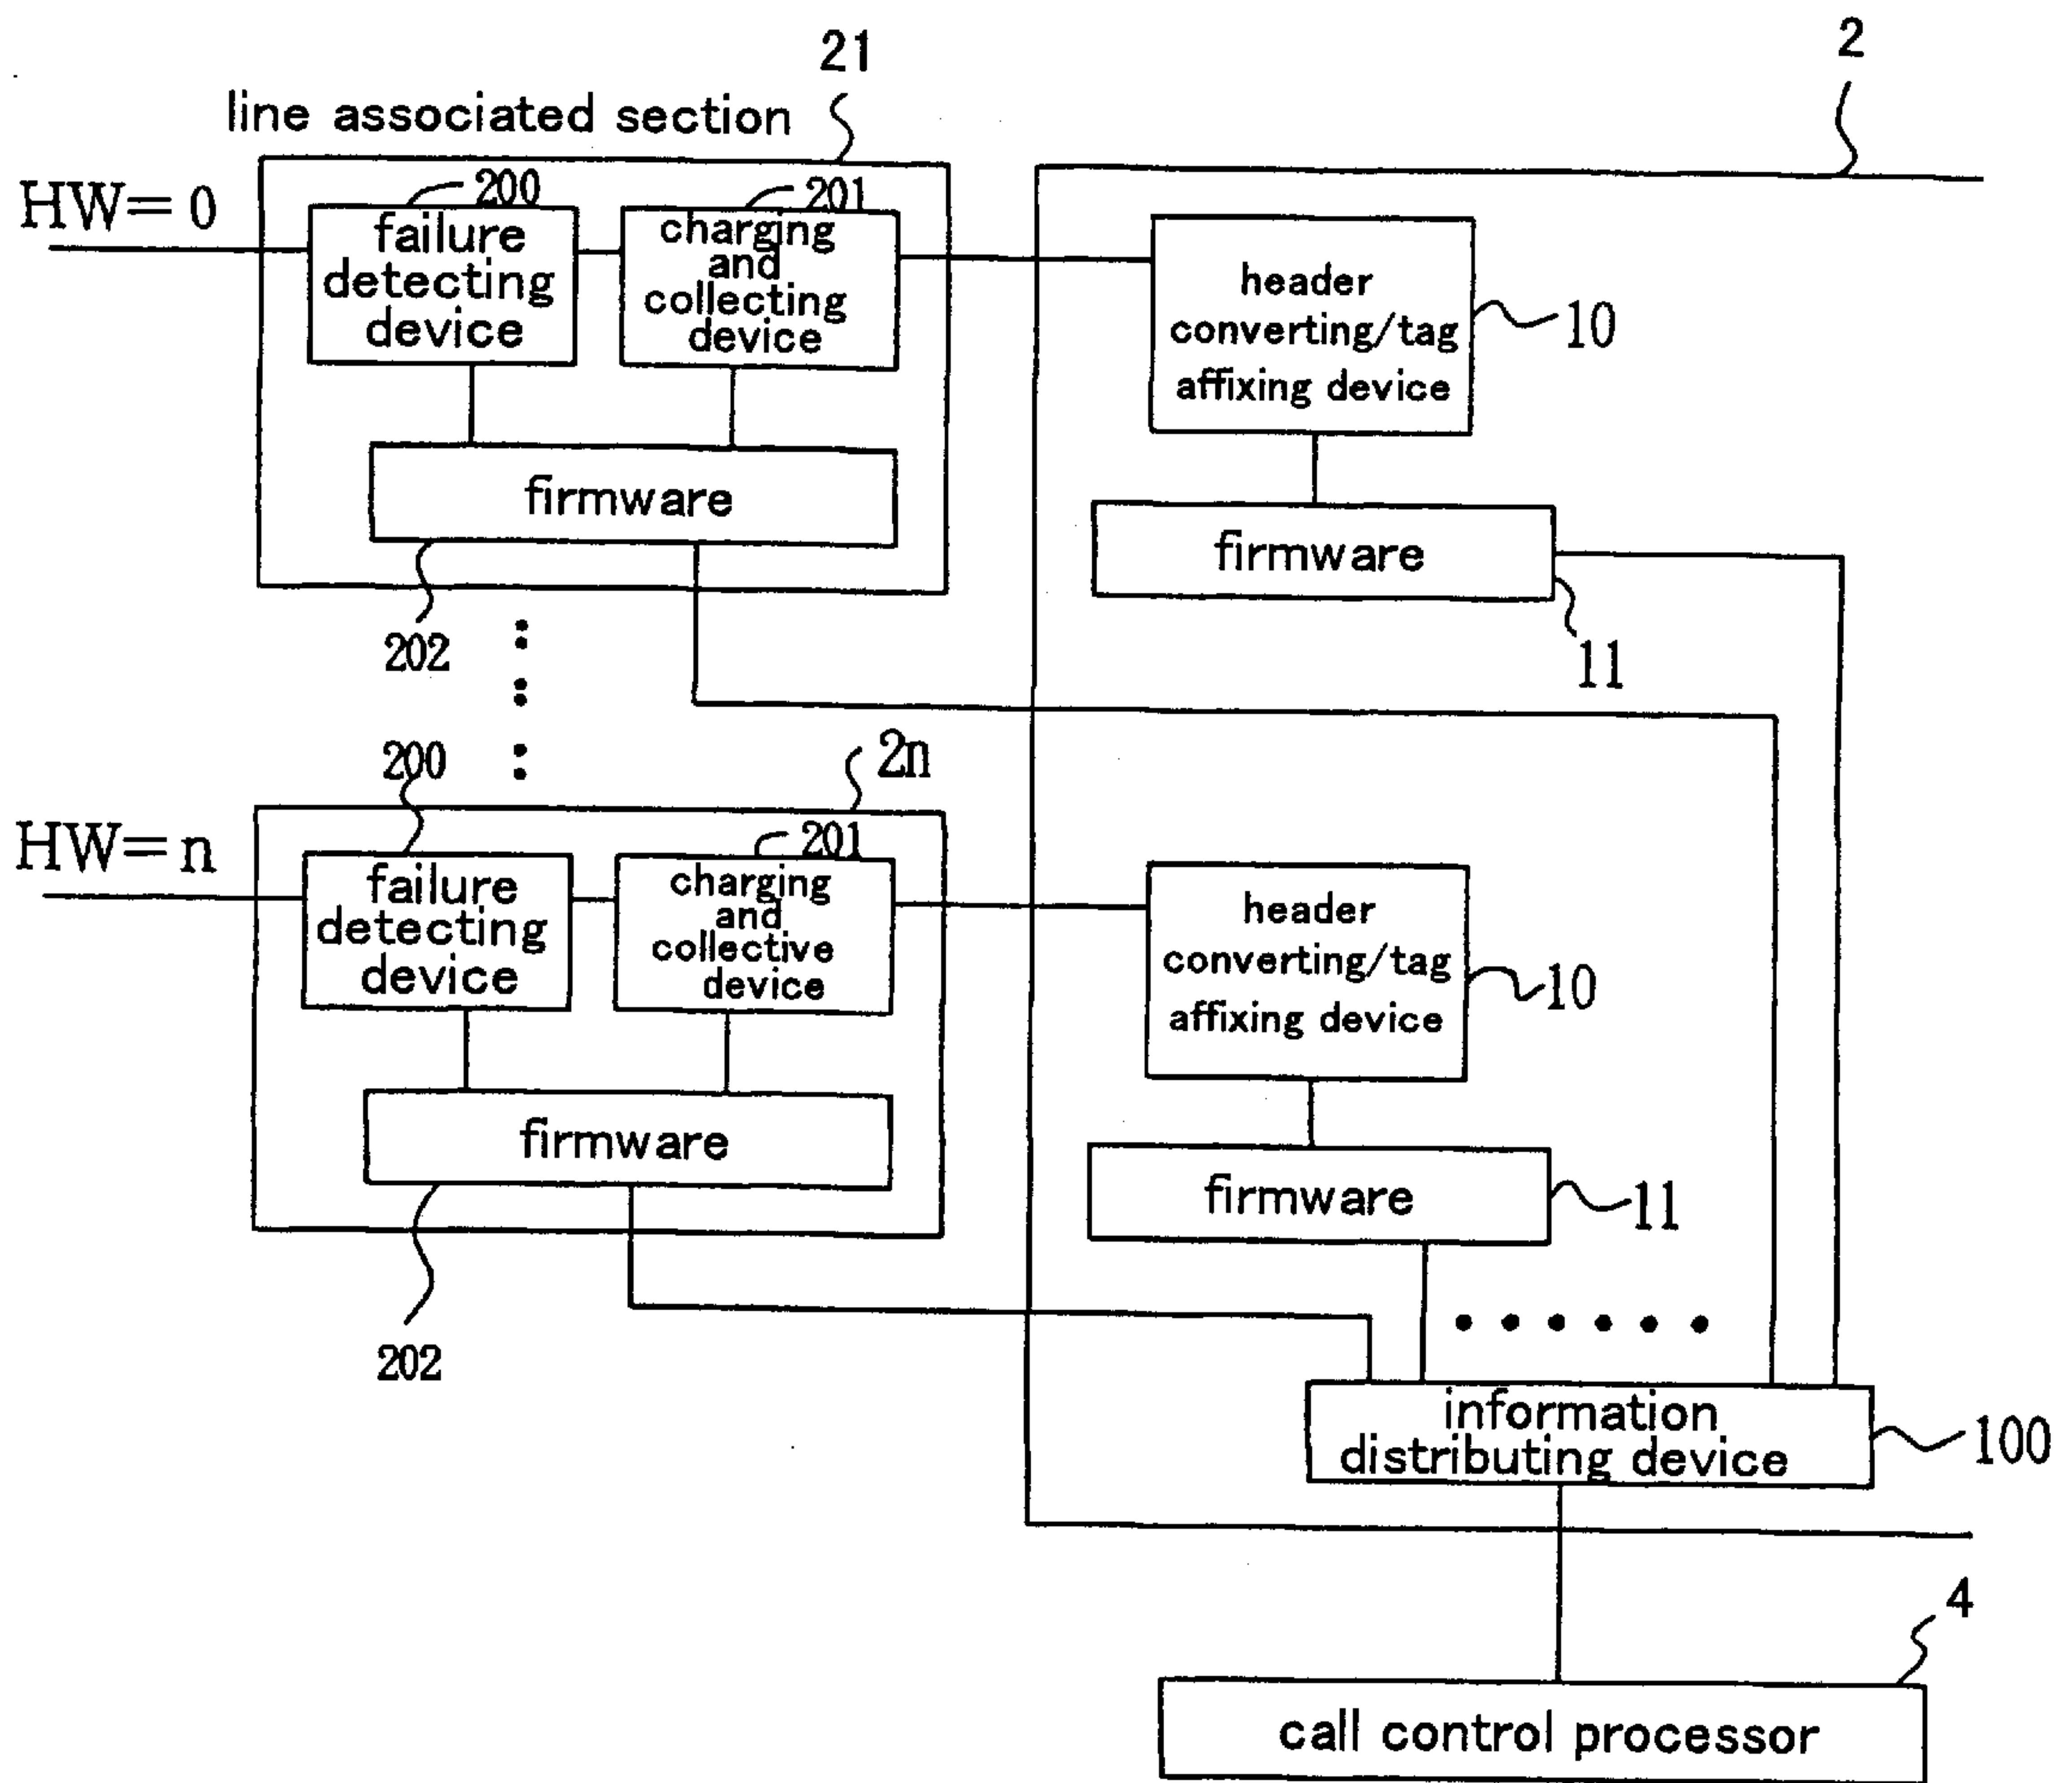 21
2
line associated section
HW=0
200
201
failure
detecting
device
charging
and
collecting
device
header
converting/tag
affixing device
10
firmware
202
firmware
11
200
2n
HW=n
201
failure
detecting
device
charging
and
collective
device
header
converting/tag
affixing device
10
firmware
202
firmware
11
information
distributing device
100
4
call control processor